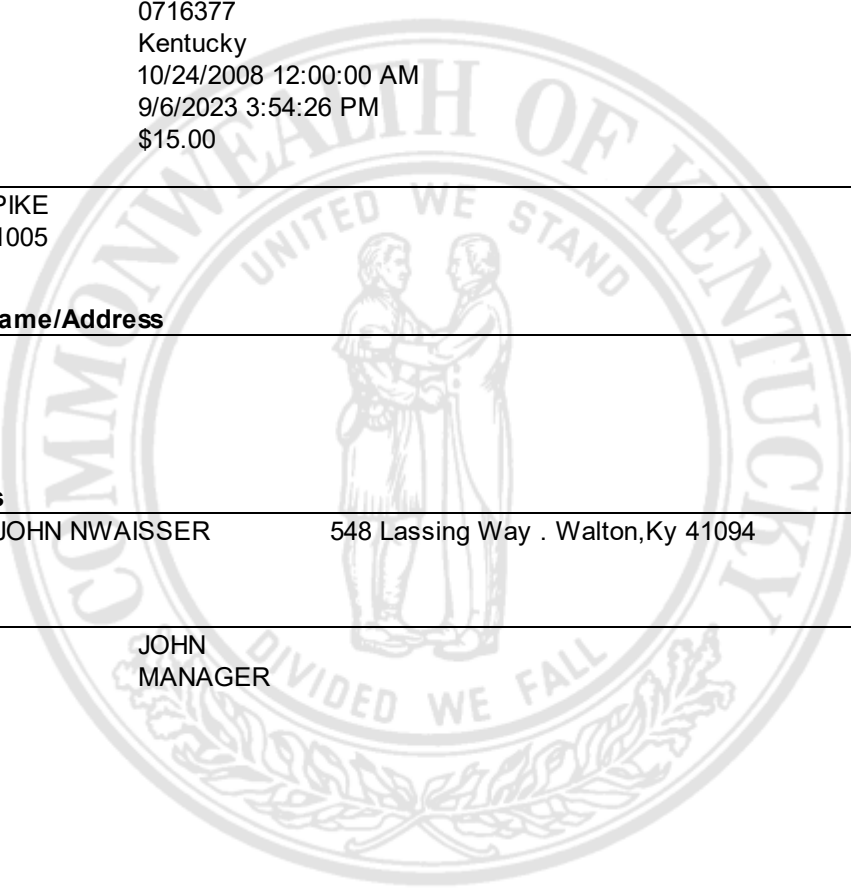 0716377
Kentucky
10/24/2008 12:00:00 AM
9/6/2023 3:54:26 PM
$15.00
PIKE
1005
ame/Address
s
JOHN NWAISSER 548 Lassing Way . Walton,Ky 41094
JOHN
MANAGER
COMMONWEALTH OF KENTUCKY
UNITED WE STAND
DIVIDED WE FALL